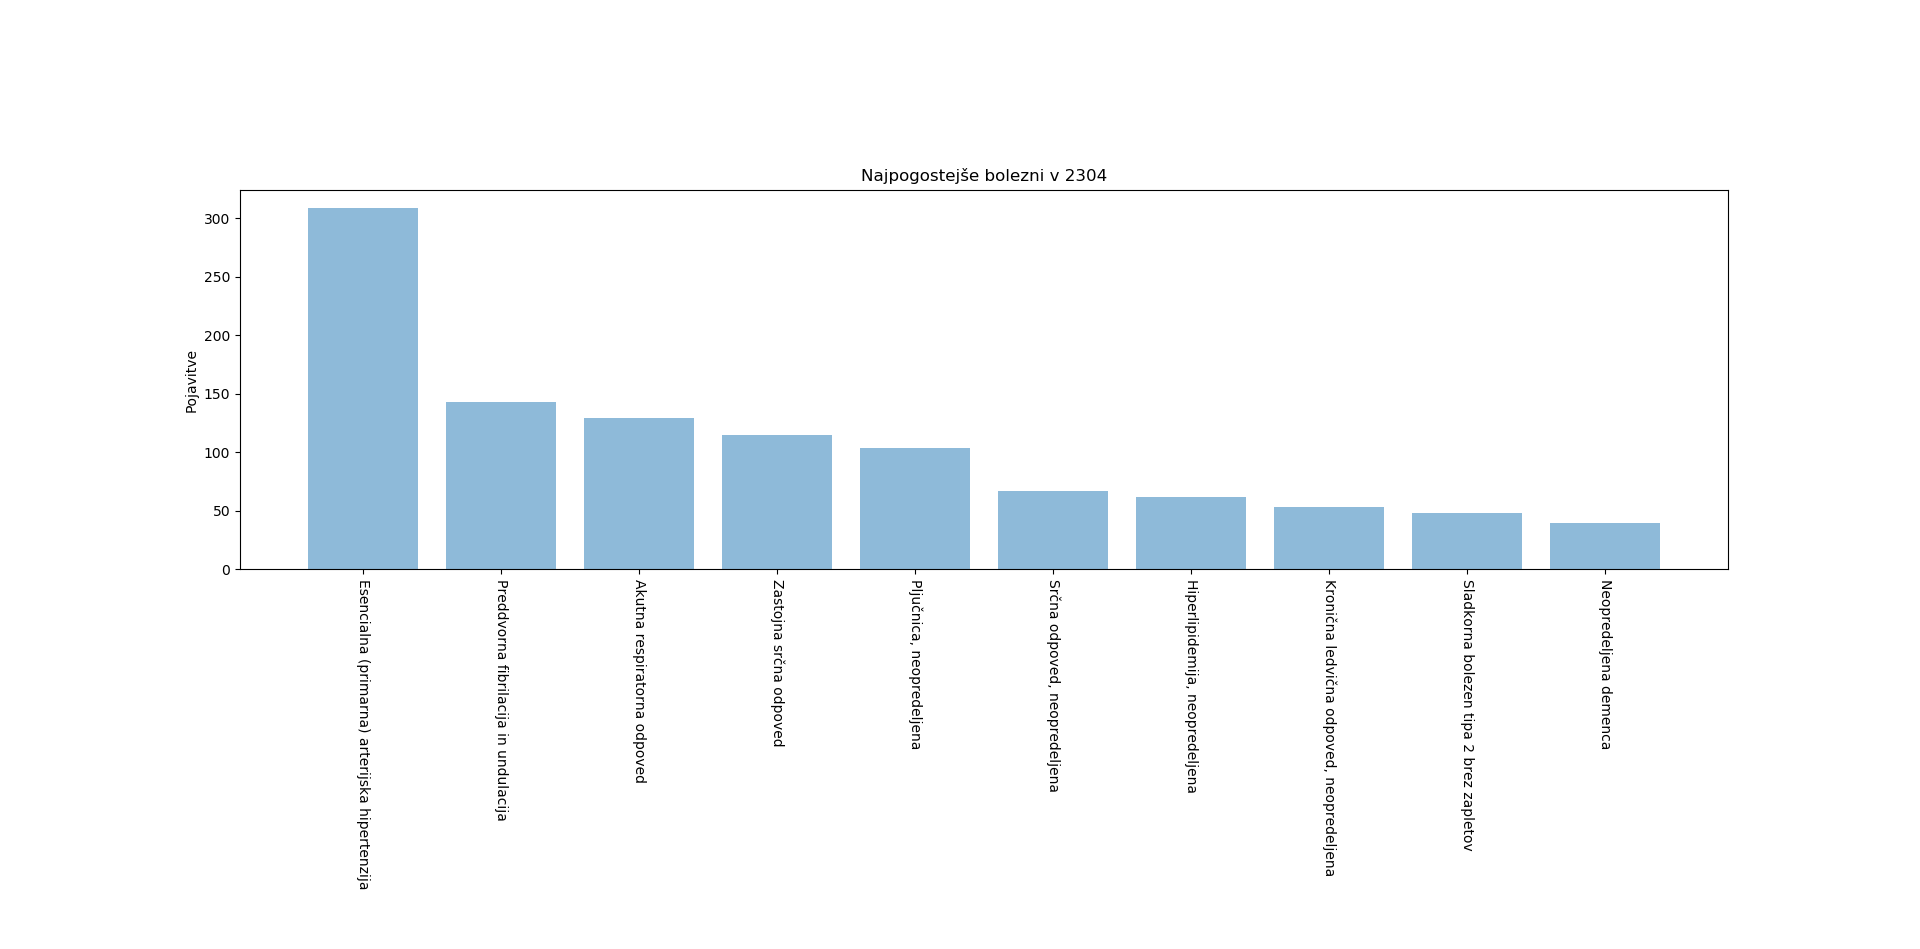 Najpogostejše bolezni v 2304
Pojavitve
300
250
200
150
100
50
0
Esencialna (primarna) arterijska hipertenzija
Preddvorna fibrilacija in undulacija
Akutna respiratorna odpoved
Zastojna srčna odpoved
Pljučnica, neopredeljena
Srčna odpoved, neopredeljena
Hiperlipidemija, neopredeljena
Kronična ledvična odpoved, neopredeljena
Sladkorna bolezen tipa 2 brez zapletov
Neopredeljena demenca